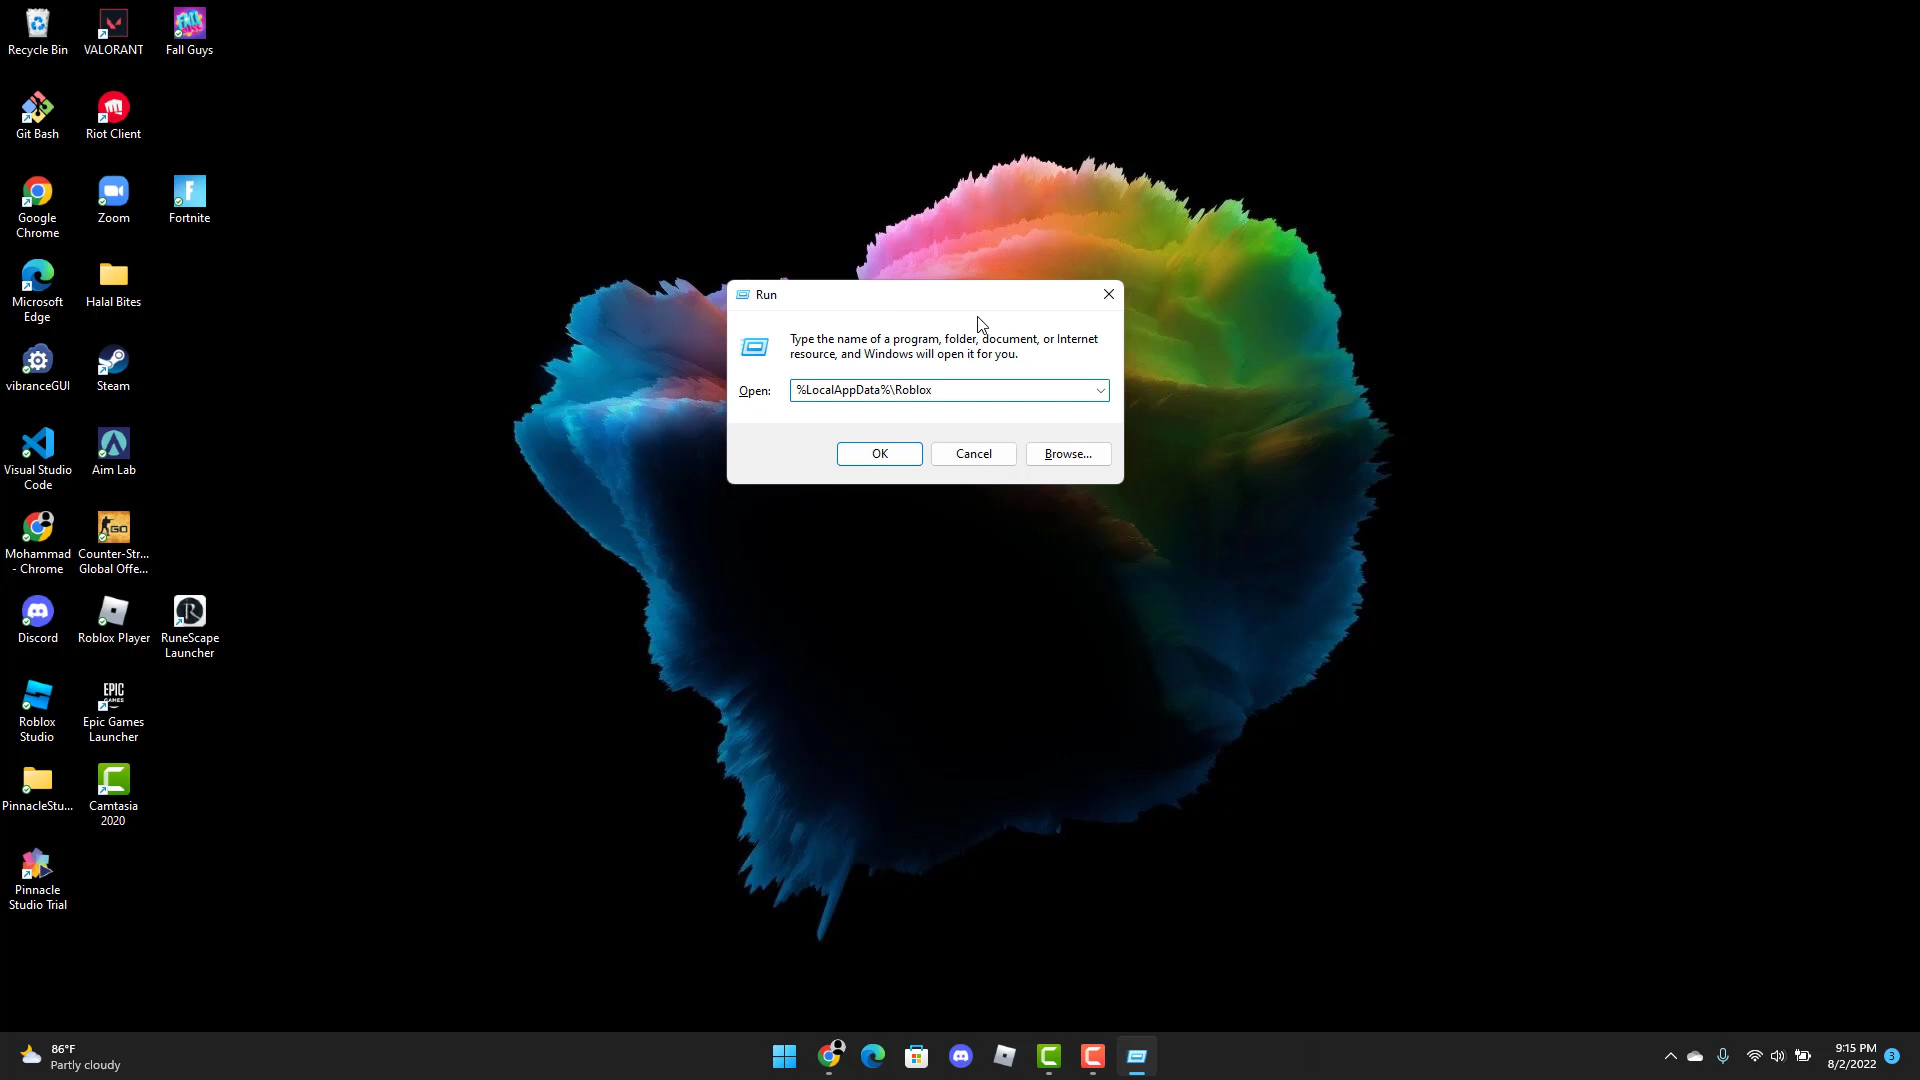 Recycle Bin
VALORANT
Fall Guys
Git Bash
Riot Client
Google
Chrome
Zoom
Fortnite
Microsoft
Edge
Halal Bites
vibranceGUI
Steam
Visual Studio
Code
Aim Lab
Mohammad
- Chrome
GO
Counter-Str...
Global Offe...
Discord
Roblox Player
RuneScape
Launcher
Roblox
Studio
EPIC
GAMES
Epic Games
Launcher
PinnacleStu...
Camtasia
2020
Pinnacle
Studio Trial
Run
Type the name of a program, folder, document, or Internet
resource, and Windows will open it for you.
Open:
%LocalAppData%\Roblox
OK
Cancel
Browse...
86°F
Partly cloudy
9:15 PM
8/2/2022
3